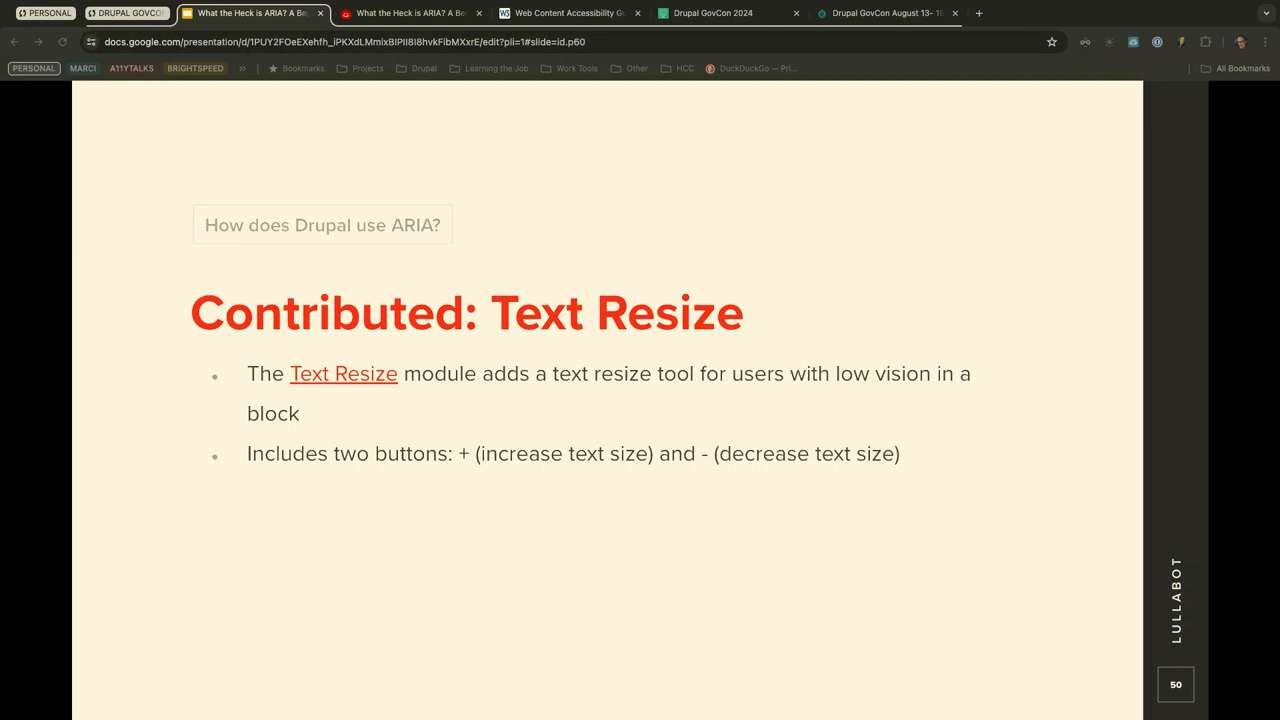 PERSONAL
DRUPAL GOVCO
What the Heck is ARIA? A Be
What the Heck is ARIA? A Be
Web Content Accessibility Gu
Drupal GovCon 2024
Drupal GovCon August 13- 1
docs.google.com/presentation/d/1PUY2FOeExehfh_iPKXdLMmixBIPII8I8hvkFibMXxrE/edit?pli=1#slide=id.p60
PERSONAL
MARCI
A11YTALKS
BRIGHTSPEED
»
Bookmarks
Projects
Drupal
Learning the Job
Work Tools
Other
HCC
DuckDuckGo — Pri...
All Bookmarks
How does Drupal use ARIA?
Contributed: Text Resize
• The Text Resize module adds a text resize tool for users with low vision in a
block
• Includes two buttons: + (increase text size) and - (decrease text size)
LULLABOT
50